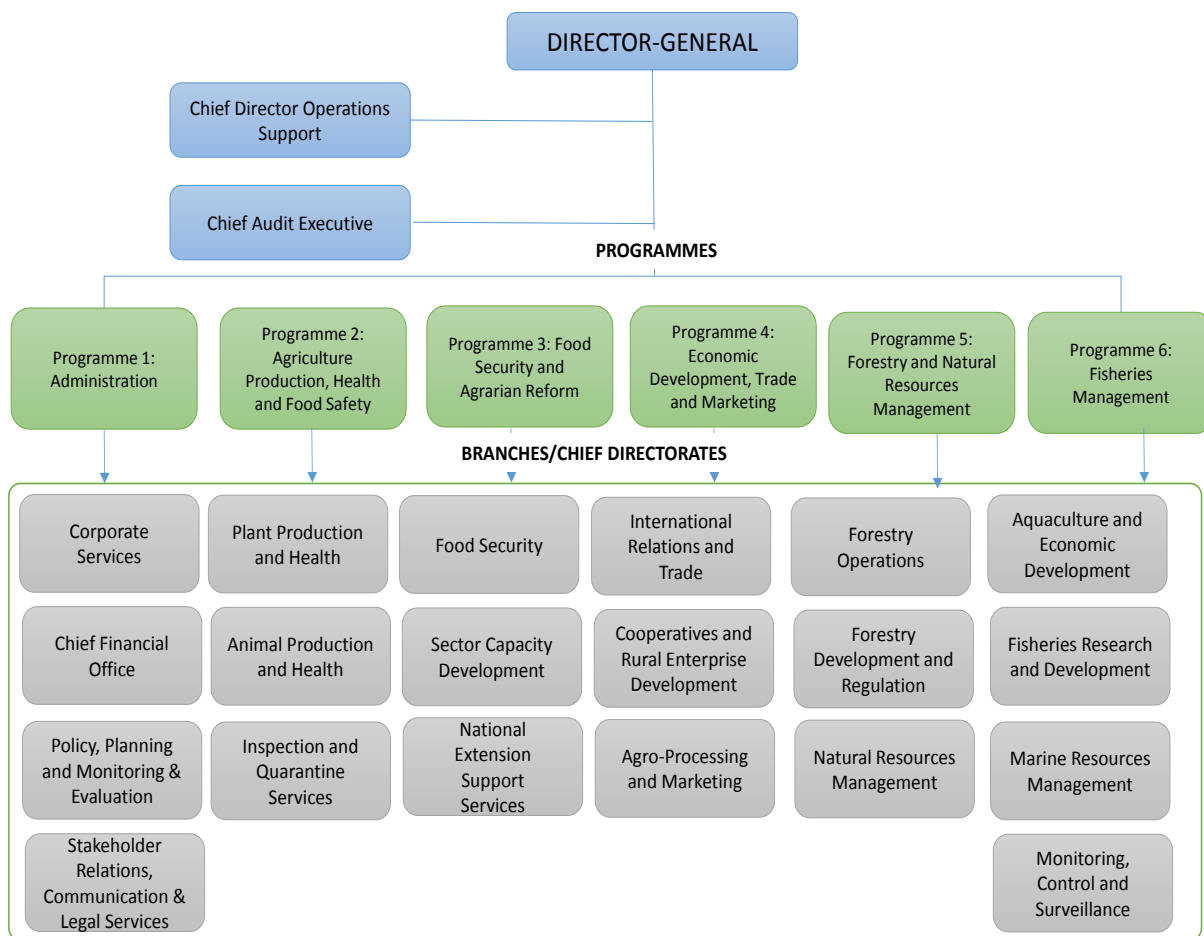 DIRECTOR-GENERAL
Chief Director Operations
Support
Chief Audit Executive
PROGRAMMES
Programme 1:
Administration
Programme 2:
Agriculture
Production, Health
and Food Safety
Programme 3: Food
Security and
Agrarian Reform
Programme 4:
Economic
Development, Trade
and Marketing
Programme 5:
Forestry and Natural
Resources
Management
Programme 6:
Fisheries
Management
BRANCHES/CHIEF DIRECTORATES
Corporate
Services
Plant Production
and Health
Food Security
International
Relations and
Trade
Forestry
Operations
Aquaculture and
Economic
Development
Chief Financial
Office
Animal Production
and Health
Sector Capacity
Development
Cooperatives and
Rural Enterprise
Development
Forestry
Development and
Regulation
Fisheries Research
and Development
Policy, Planning
and Monitoring &
Evaluation
Inspection and
Quarantine
Services
National
Extension
Support
Services
Agro-Processing
and Marketing
Natural Resources
Management
Marine Resources
Management
Stakeholder
Relations,
Communication &
Legal Services
Monitoring,
Control and
Surveillance